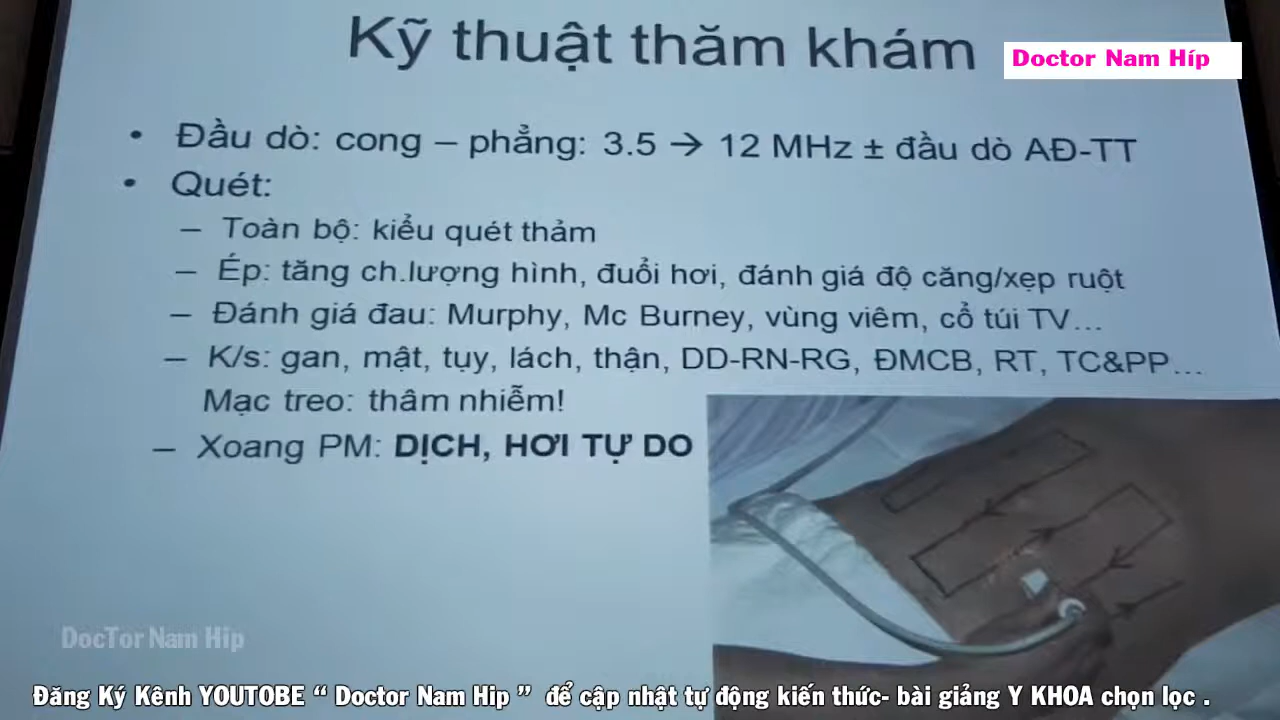 Kỹ thuật thăm khám
Doctor Nam Híp
• Đầu dò: cong – phẳng: 3.5 → 12 MHz ± đầu dò AĐ-TT
• Quét:
– Toàn bộ: kiểu quét thảm
– Ép: tăng ch.lượng hình, đuổi hơi, đánh giá độ căng/xẹp ruột
– Đánh giá đau: Murphy, Mc Burney, vùng viêm, cổ túi TV...
– K/s: gan, mật, tụy, lách, thận, DD-RN-RG, ĐMCB, RT, TC&PP...
Mạc treo: thâm nhiễm!
– Xoang PM: DỊCH, HƠI TỰ DO
DocTor Nam Hip
Đăng Ký Kênh YOUTOBE “ Doctor Nam Hip ” để cập nhật tự động kiến thức- bài giảng Y KHOA chọn lọc .